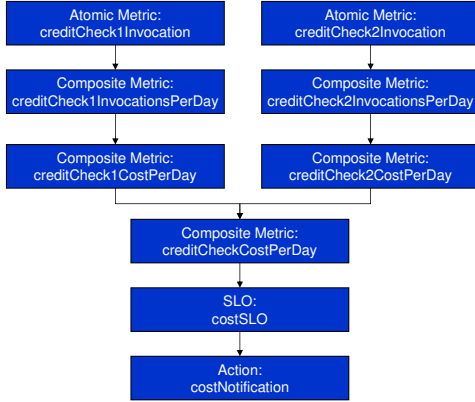 Atomic Metric:
creditCheck1Invocation
Atomic Metric:
creditCheck2Invocation
Composite Metric:
creditCheck1InvocationsPerDay
Composite Metric:
creditCheck2InvocationsPerDay
Composite Metric:
creditCheck1CostPerDay
Composite Metric:
creditCheck2CostPerDay
Composite Metric:
creditCheckCostPerDay
SLO:
costSLO
Action:
costNotification